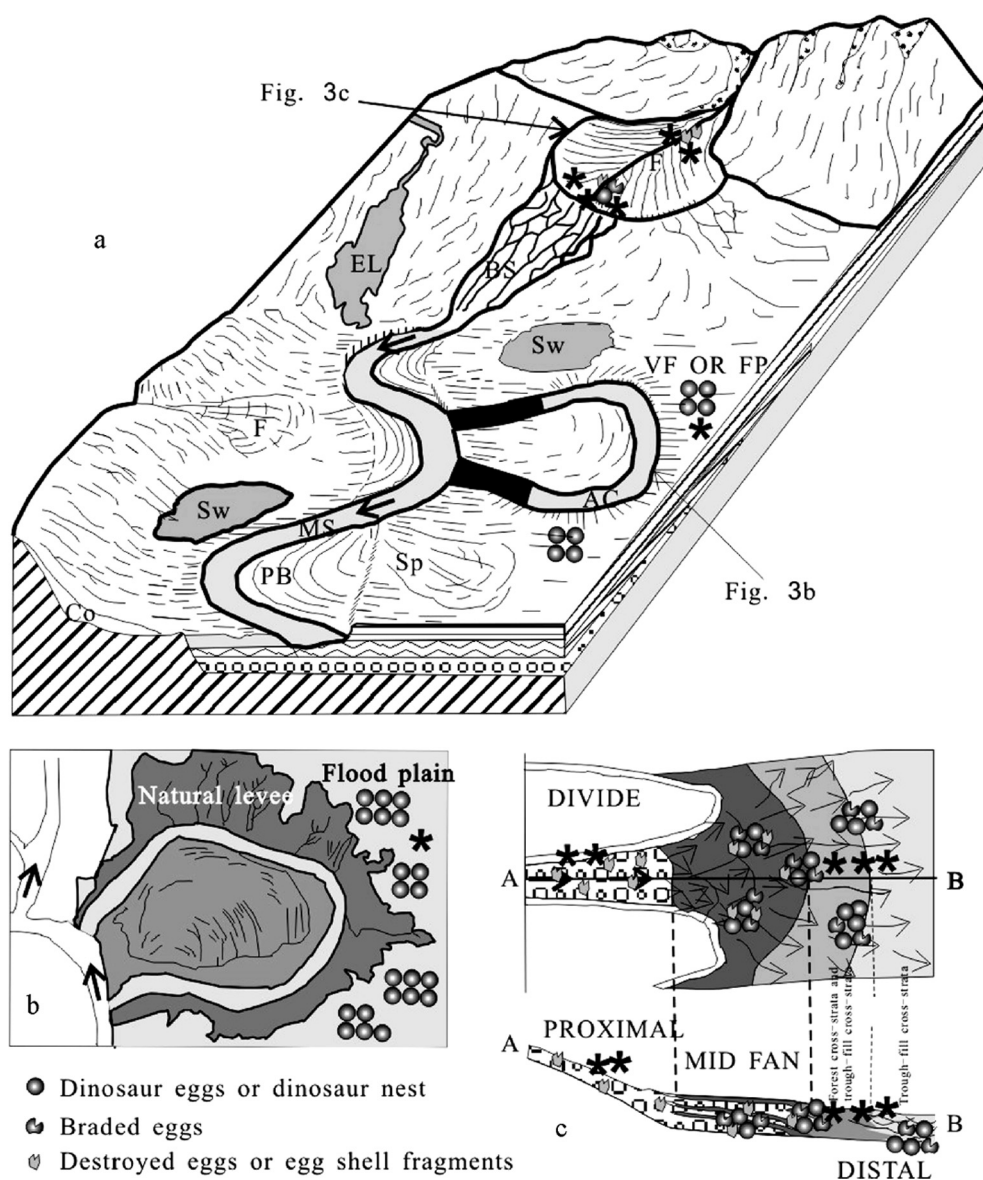 Fig. 3c
a
F
EL
BS
Sw
VF OR FP
F
Sw
AC
MS
PB
Sp
Fig. 3b
Co
Flood plain
Natural levee
b
DIVIDE
A
B
Forest cross-strata and
trough-fill cross-strata
Trough-fill cross-strata
PROXIMAL
A
MID FAN
B
c
DISTAL
Dinosaur eggs or dinosaur nest
Braded eggs
Destroyed eggs or egg shell fragments